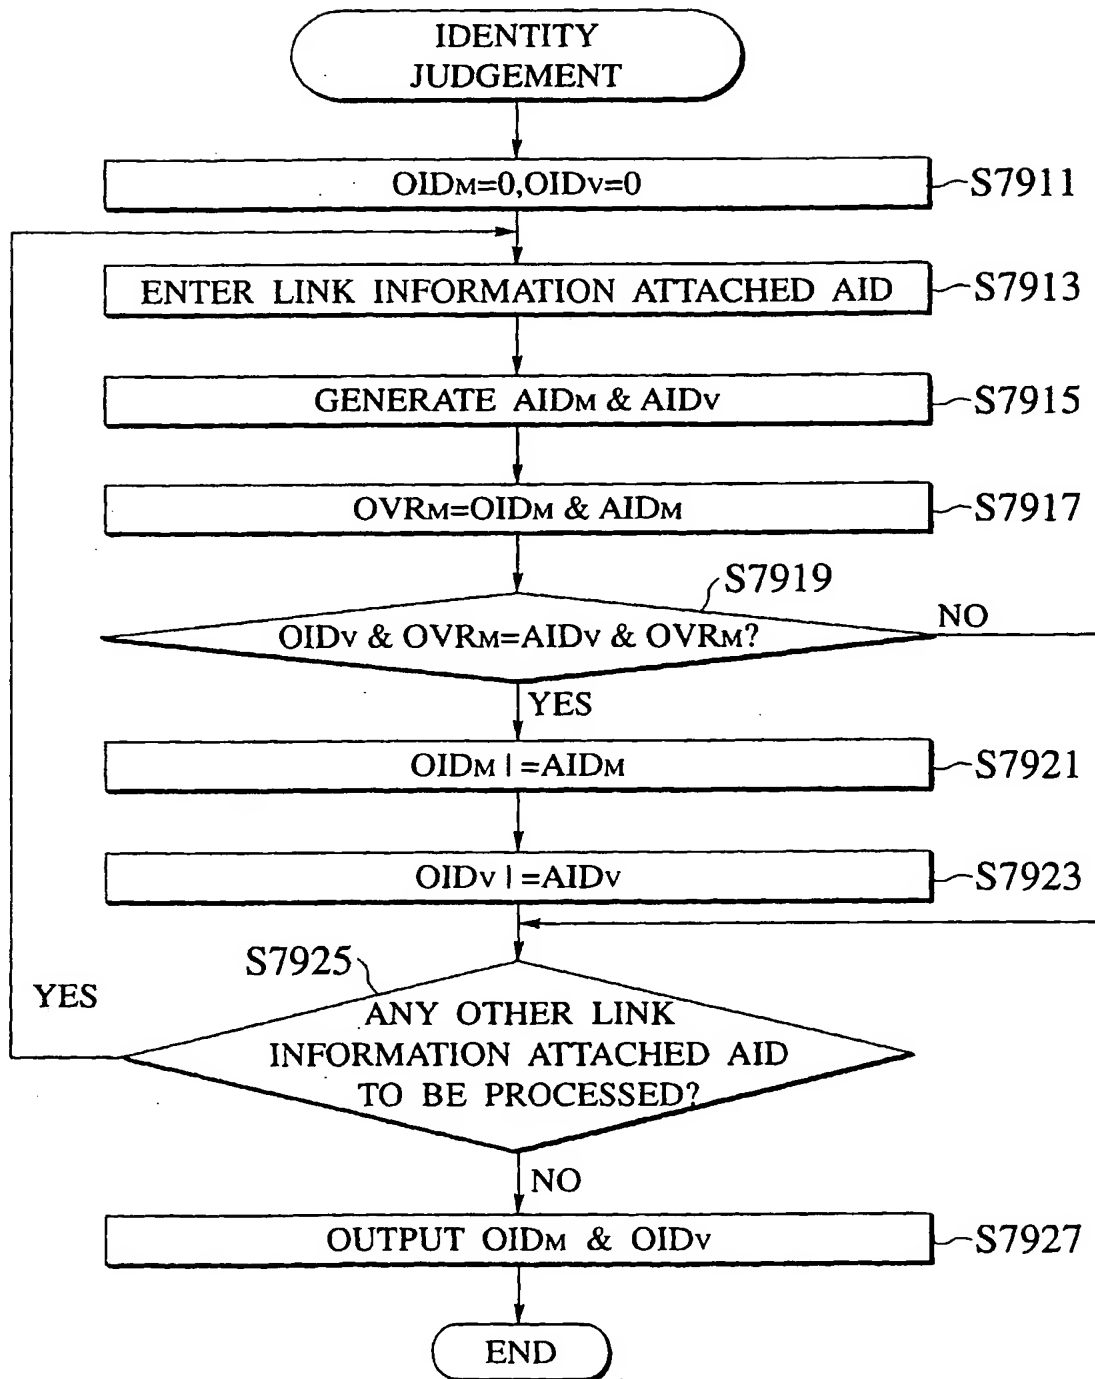 IDENTITY
JUDGEMENT
OIDM=0,OIDV=0
S7911
ENTER LINK INFORMATION ATTACHED AID
S7913
GENERATE AIDM & AIDV
S7915
OVRM=OIDM & AIDM
S7917
S7919
OIDV & OVRM=AIDV & OVRM?
NO
YES
OIDM |=AIDM
S7921
OIDV |=AIDV
S7923
S7925
YES
ANY OTHER LINK
INFORMATION ATTACHED AID
TO BE PROCESSED?
NO
OUTPUT OIDM & OIDV
S7927
END